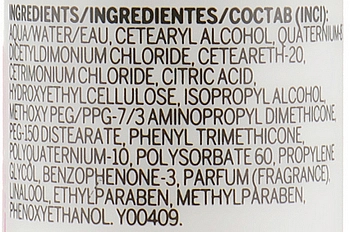 INGREDIENTS/INGREDIENTES/СОСТАВ (INCI):
AQUA/WATER/EAU, CETEARYL ALCOHOL,
DICETYLDIMONIUM CHLORIDE, CETEARETH-20,
CETRIMONIUM CHLORIDE, CITRIC ACID,
HYDROXYETHYLCELLULOSE, ISOPROPYL ALCOHOL,
METHOXY PEG/PPG-7/3 AMINOPROPYL DIMETHICONE,
PEG-150 DISTEARATE, PHENYL TRIMETHICONE,
POLYQUATERNIUM-10, POLYSORBATE 60, PROPYLENE
GLYCOL, BENZOPHENONE-3, PARFUM (FRAGRANCE),
LINALOOL, ETHYLPARABEN, METHYLPARABEN,
PHENOXYETHANOL. Y00409.